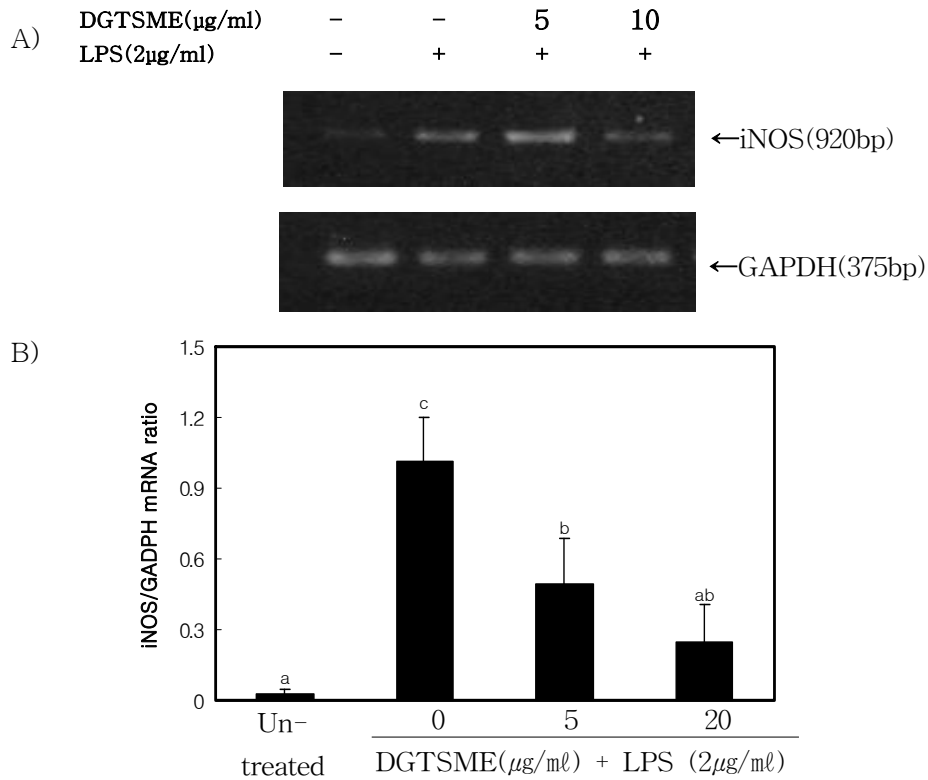 A)
DGTSME(μg/ml) - - 5 10
LPS(2μg/ml) - + + +
←iNOS(920bp)
←GAPDH(375bp)
B)
iNOS/GADPH mRNA ratio
1.5
1.2
0.9
0.6
0.3
0
a
c
b
ab
Un-
treated
0 5 20
DGTSME(μg/㎖) + LPS (2μg/㎖)